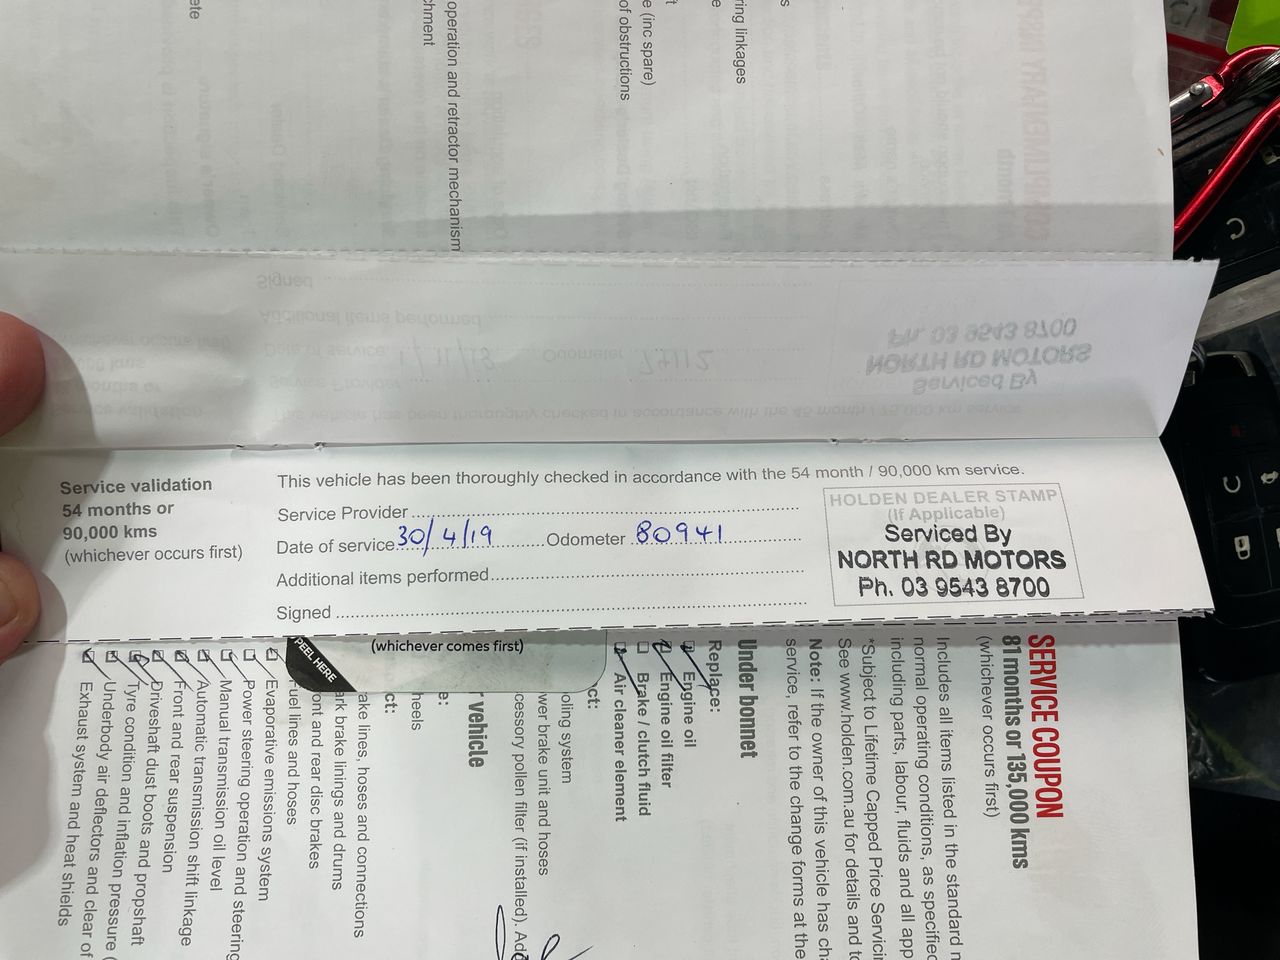 operation and retractor mechanism
chment
of obstructions
e (inc spare)
ring linkages
Service validation
54 months or
90,000 kms
(whichever occurs first)
This vehicle has been thoroughly checked in accordance with the 54 month / 90,000 km service.
Service Provider
Date of service 30/4/19 Odometer 80941
Additional items performed
Signed
HOLDEN DEALER STAMP
(If Applicable)
Serviced By
NORTH RD MOTORS
Ph. 03 9543 8700
(whichever comes first)
PEEL HERE
SERVICE COUPON
81 months or 135,000 kms
(whichever occurs first)
Includes all items listed in the standard n
normal operating conditions, as specified
including parts, labour, fluids and all app
*Subject to Lifetime Capped Price Servicin
See www.holden.com.au for details and to
Note: If the owner of this vehicle has cha
service, refer to the change forms at the
Under bonnet
Replace:
Engine oil
Engine oil filter
Brake / clutch fluid
Air cleaner element
ct:
oling system
wer brake unit and hoses
cessory pollen filter (if installed). Add
r vehicle
e:
heels
ct:
ake lines, hoses and connections
ark brake linings and drums
ont and rear disc brakes
uel lines and hoses
Evaporative emissions system
Power steering operation and steering
Manual transmission oil level
Automatic transmission shift linkage
Front and rear suspension
Driveshaft dust boots and propshaft
Tyre condition and inflation pressure (
Underbody air deflectors and clear of
Exhaust system and heat shields